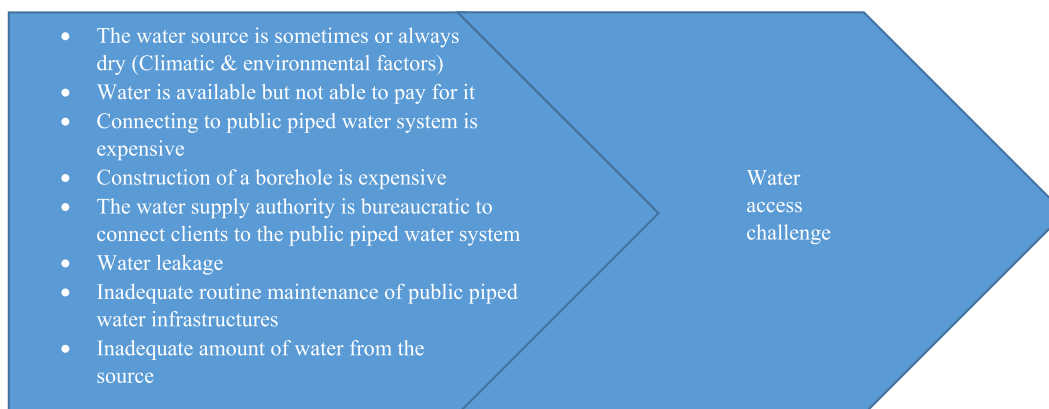 • The water source is sometimes or always
dry (Climatic & environmental factors)
• Water is available but not able to pay for it
• Connecting to public piped water system is
expensive
• Construction of a borehole is expensive
• The water supply authority is bureaucratic to
connect clients to the public piped water system
• Water leakage
• Inadequate routine maintenance of public piped
water infrastructures
• Inadequate amount of water from the
source
Water
access
challenge